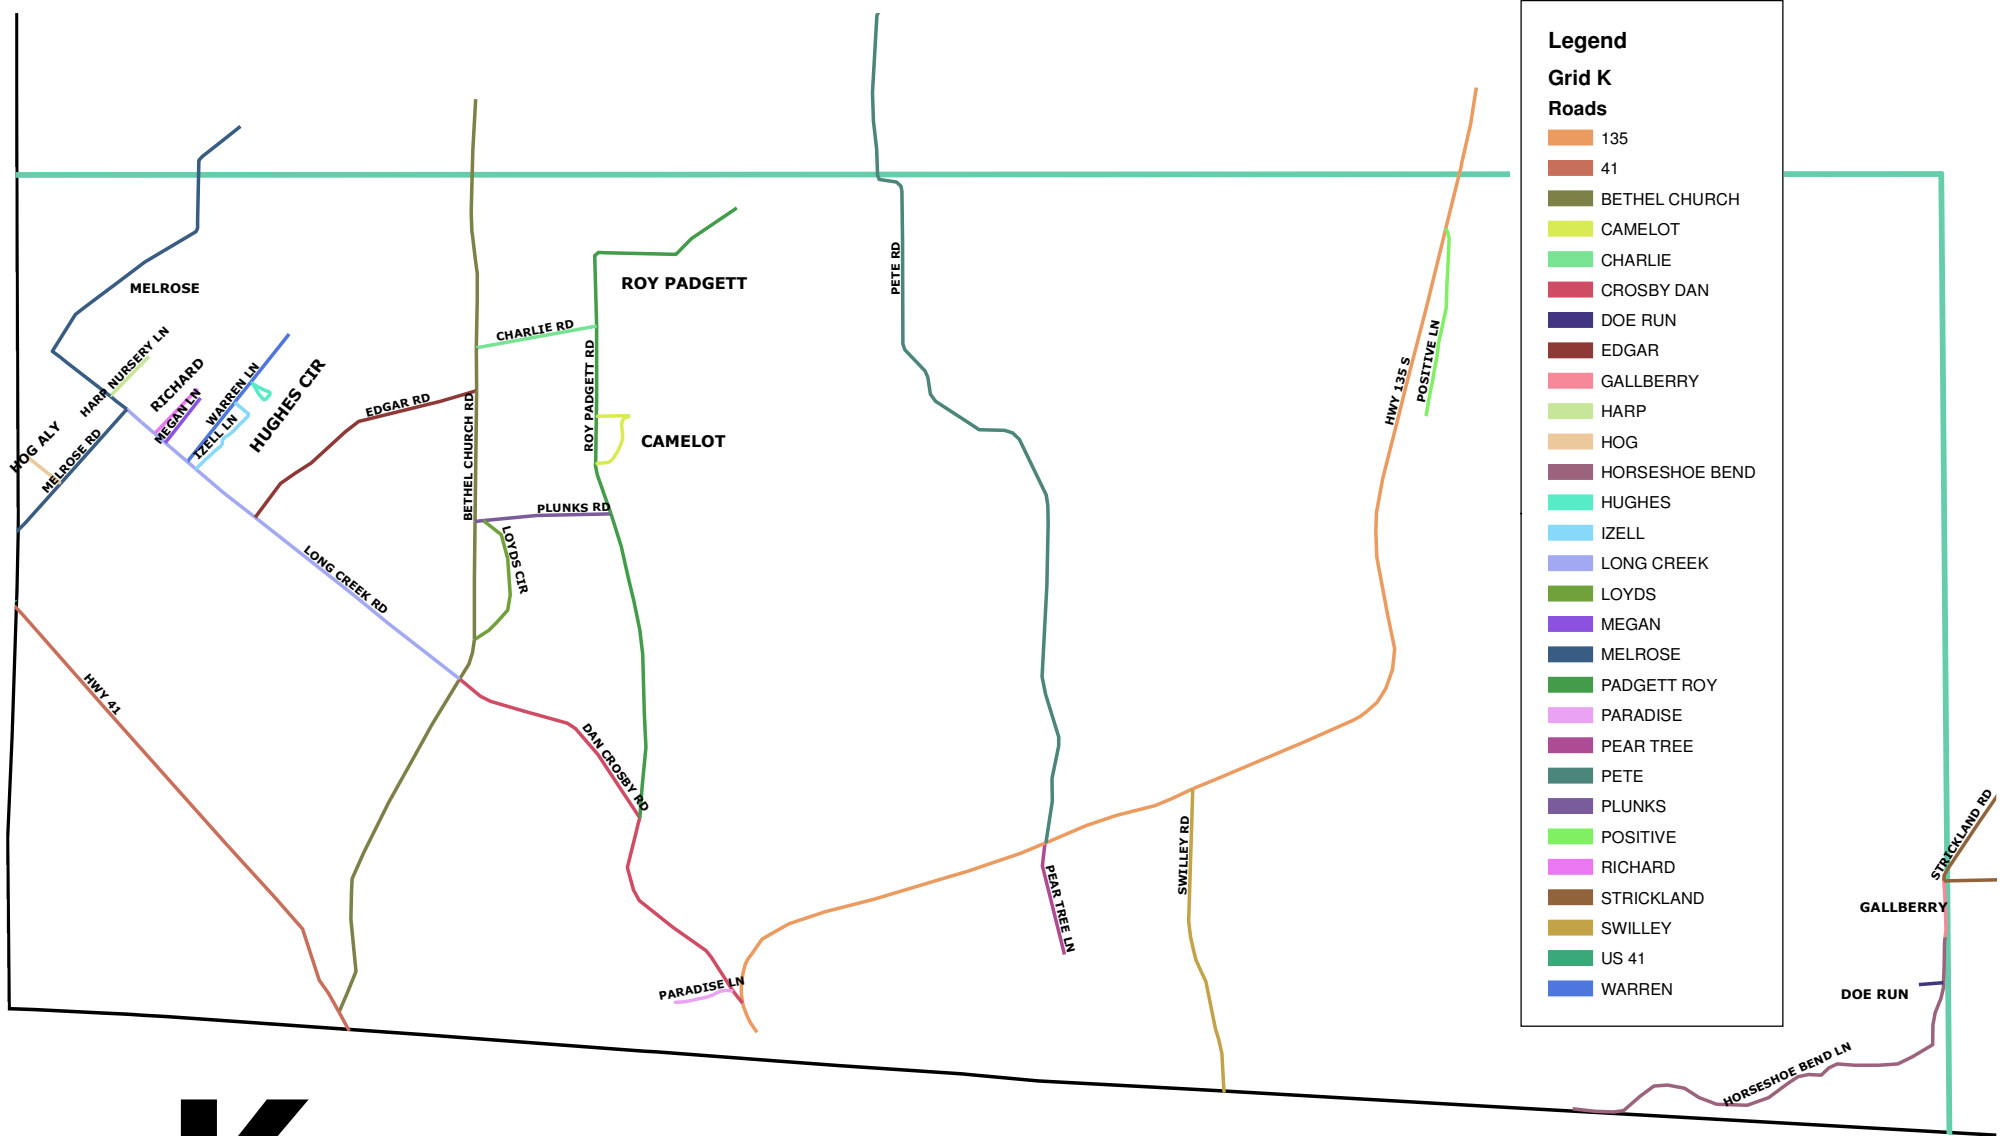 MELROSE
HARP NURSERY LN
RICHARD
MEGAN LN
WARREN LN
IZELL LN
HUGHES CIR
HOG ALY
MELROSE RD
EDGAR RD
LONG CREEK RD
HWY 41
BETHEL CHURCH RD
CHARLIE RD
ROY PADGETT
ROY PADGETT RD
CAMELOT
PLUNKS RD
LOYDS CIR
DAN CROSBY RD
PARADISE LN
PETE RD
PEAR TREE LN
HWY 135 S
POSITIVE LN
SWILLEY RD
STRICKLAND RD
GALLBERRY
DOE RUN
HORSESHOE BEND LN
K
Legend
Grid K
Roads
135
41
BETHEL CHURCH
CAMELOT
CHARLIE
CROSBY DAN
DOE RUN
EDGAR
GALLBERRY
HARP
HOG
HORSESHOE BEND
HUGHES
IZELL
LONG CREEK
LOYDS
MEGAN
MELROSE
PADGETT ROY
PARADISE
PEAR TREE
PETE
PLUNKS
POSITIVE
RICHARD
STRICKLAND
SWILLEY
US 41
WARREN